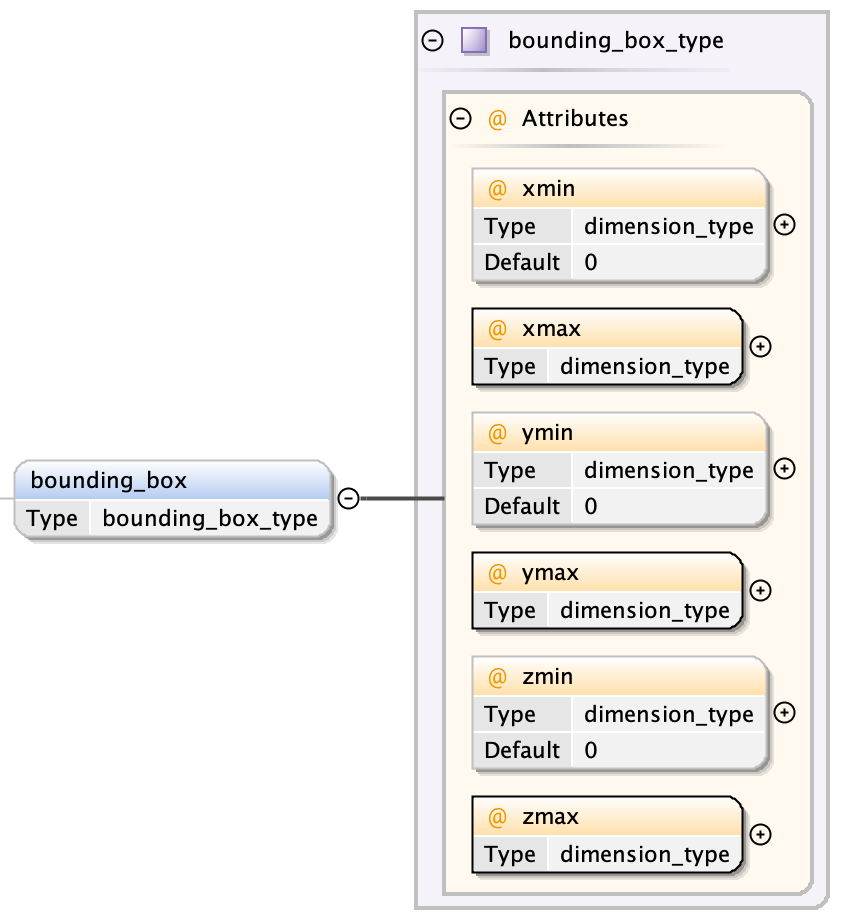 bounding_box_type
@ Attributes
@ xmin
Type dimension_type
Default 0
@ xmax
Type dimension_type
@ ymin
Type dimension_type
Default 0
bounding_box
Type bounding_box_type
@ ymax
Type dimension_type
@ zmin
Type dimension_type
Default 0
@ zmax
Type dimension_type